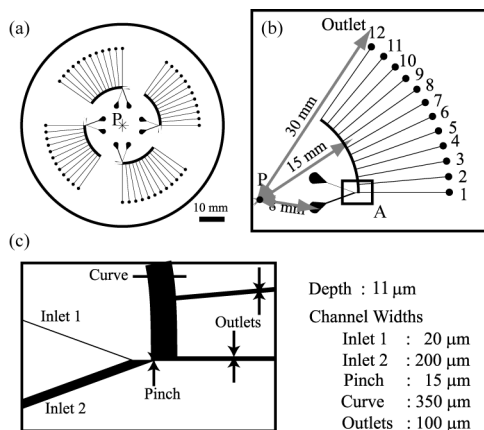 (a)
P
10 mm
(b)
Outlet
12
11
10
9
8
7
6
5
4
3
2
1
30 mm
15 mm
P
8 mm
A
(c)
Curve
Inlet 1
Outlets
Inlet 2
Pinch
Depth : 11 μm
Channel Widths
Inlet 1 : 20 μm
Inlet 2 : 200 μm
Pinch : 15 μm
Curve : 350 μm
Outlets : 100 μm